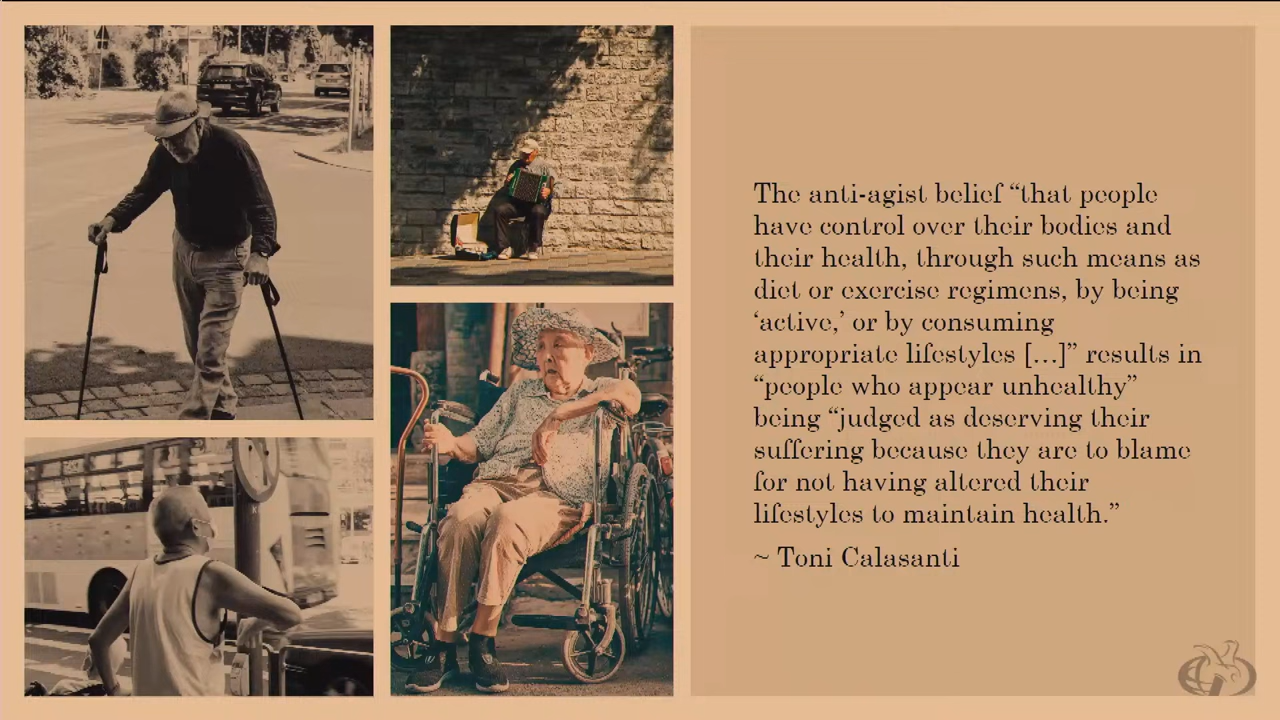 The anti-agist belief “that people
have control over their bodies and
their health, through such means as
diet or exercise regimens, by being
‘active,’ or by consuming
appropriate lifestyles [...]” results in
“people who appear unhealthy”
being “judged as deserving their
suffering because they are to blame
for not having altered their
lifestyles to maintain health.”
~ Toni Calasanti